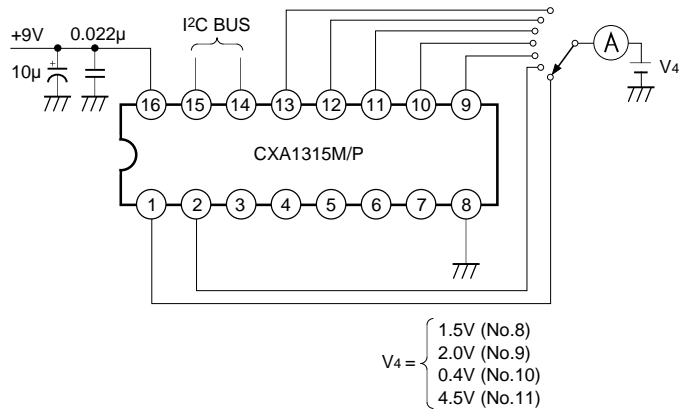 I²C BUS
+9V 0.022µ
10µ
A
V4
16 15 14 13 12 11 10 9
CXA1315M/P
1 2 3 4 5 6 7 8
1.5V (No.8)
V4 = 2.0V (No.9)
0.4V (No.10)
4.5V (No.11)